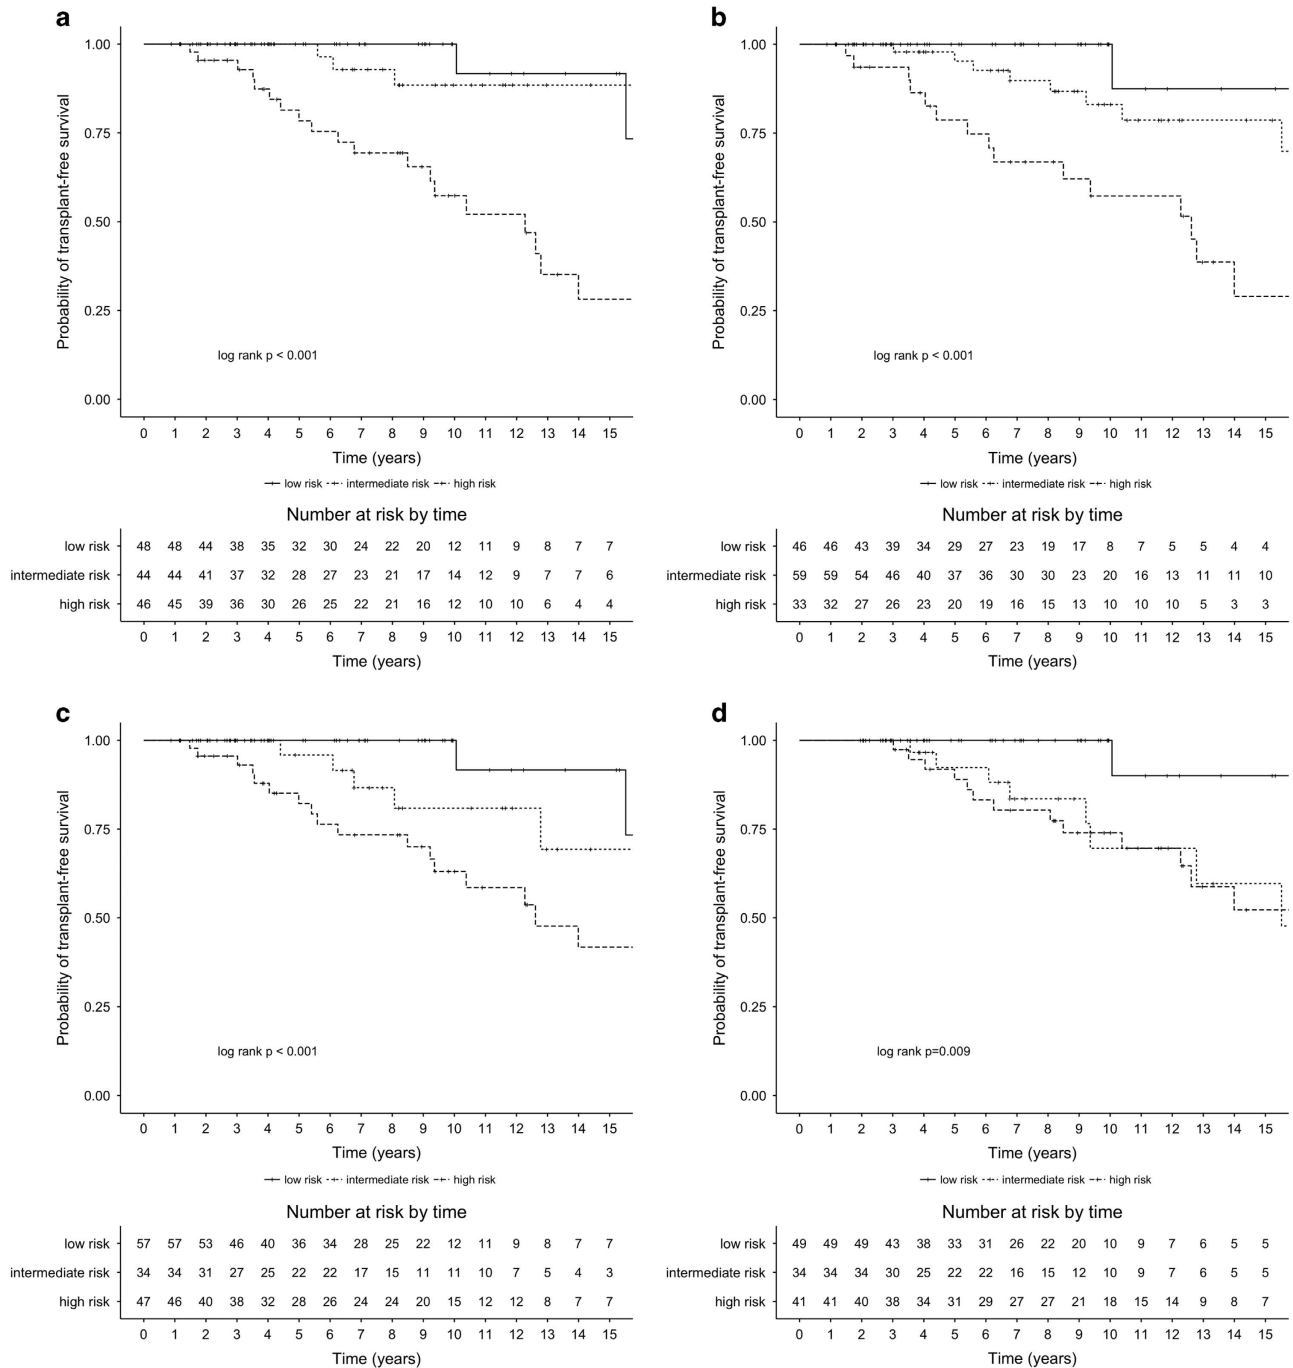 a
1.00
0.75
0.50
0.25
0.00
Probability of transplant-free survival
log rank p < 0.001
0 1 2 3 4 5 6 7 8 9 10 11 12 13 14 15
Time (years)
low risk intermediate risk high risk
Number at risk by time
low risk 48 48 44 38 35 32 30 24 22 20 12 11 9 8 7 7
intermediate risk 44 44 41 37 32 28 27 23 21 17 14 12 9 7 7 6
high risk 46 45 39 36 30 26 25 22 21 16 12 10 10 6 4 4
0 1 2 3 4 5 6 7 8 9 10 11 12 13 14 15
Time (years)
b
1.00
0.75
0.50
0.25
0.00
Probability of transplant-free survival
log rank p < 0.001
0 1 2 3 4 5 6 7 8 9 10 11 12 13 14 15
Time (years)
low risk intermediate risk high risk
Number at risk by time
low risk 46 46 43 39 34 29 27 23 19 17 8 7 5 5 4 4
intermediate risk 59 59 54 46 40 37 36 30 30 23 20 16 13 11 11 10
high risk 33 32 27 26 23 20 19 16 15 13 10 10 10 5 3 3
0 1 2 3 4 5 6 7 8 9 10 11 12 13 14 15
Time (years)
c
1.00
0.75
0.50
0.25
0.00
Probability of transplant-free survival
log rank p < 0.001
0 1 2 3 4 5 6 7 8 9 10 11 12 13 14 15
Time (years)
low risk intermediate risk high risk
Number at risk by time
low risk 57 57 53 46 40 36 34 28 25 22 12 11 9 8 7 7
intermediate risk 34 34 31 27 25 22 22 17 15 11 11 10 7 5 4 3
high risk 47 46 40 38 32 28 26 24 24 20 15 12 12 8 7 7
0 1 2 3 4 5 6 7 8 9 10 11 12 13 14 15
Time (years)
d
1.00
0.75
0.50
0.25
0.00
Probability of transplant-free survival
log rank p=0.009
0 1 2 3 4 5 6 7 8 9 10 11 12 13 14 15
Time (years)
low risk intermediate risk high risk
Number at risk by time
low risk 49 49 49 43 38 33 31 26 22 20 10 9 7 6 5 5
intermediate risk 34 34 34 30 25 22 22 16 15 12 10 9 7 6 5 5
high risk 41 41 40 38 34 31 29 27 27 21 18 15 14 9 8 7
0 1 2 3 4 5 6 7 8 9 10 11 12 13 14 15
Time (years)